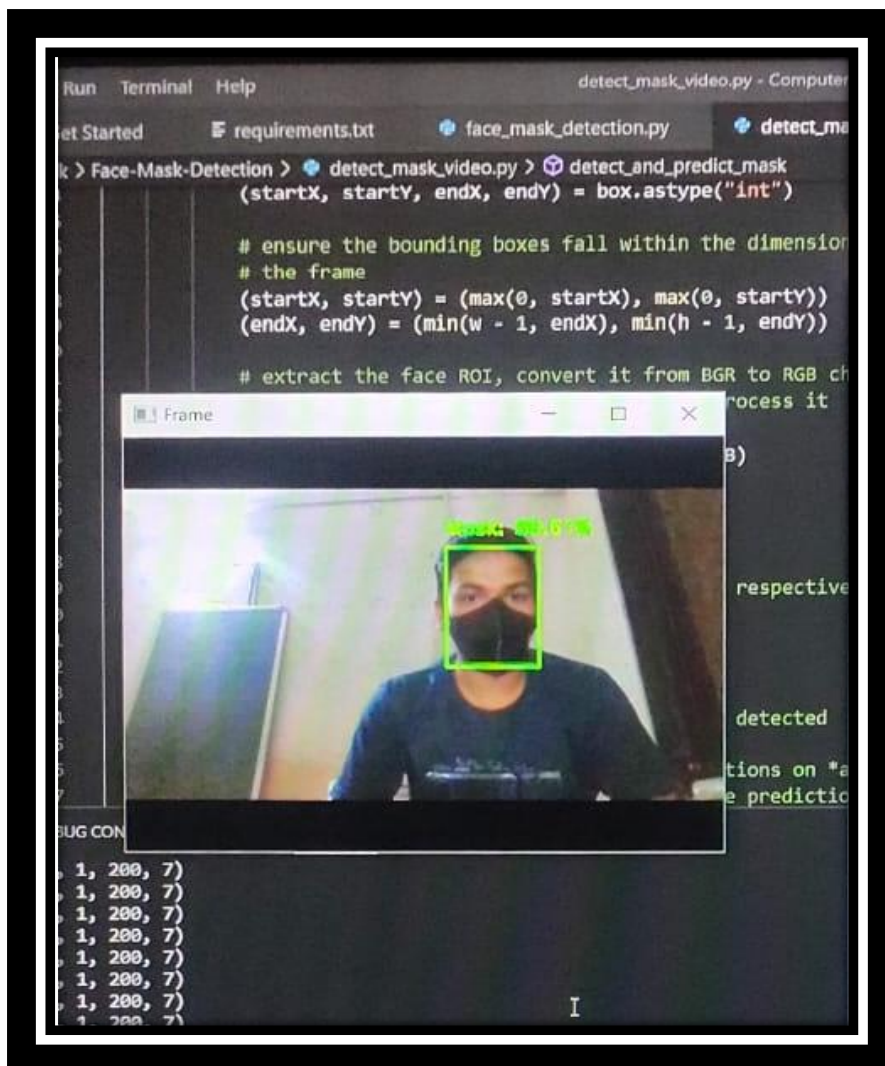 Run Terminal Help detect_mask_video.py - Computer
et Started requirements.txt face_mask_detection.py detect_ma
k > Face-Mask-Detection > detect_mask_video.py > detect_and_predict_mask
(startX, startY, endX, endY) = box.astype("int")
# ensure the bounding boxes fall within the dimension
# the frame
(startX, startY) = (max(0, startX), max(0, startY))
(endX, endY) = (min(w - 1, endX), min(h - 1, endY))
# extract the face ROI, convert it from BGR to RGB ch
rocess it
Frame
B)
Mask:
respective
detected
tions on *a
e predictio
BUG CON
, 1, 200, 7)
, 1, 200, 7)
, 1, 200, 7)
, 1, 200, 7)
, 1, 200, 7)
, 1, 200, 7)
, 1, 200, 7)
, 1, 200, 7)